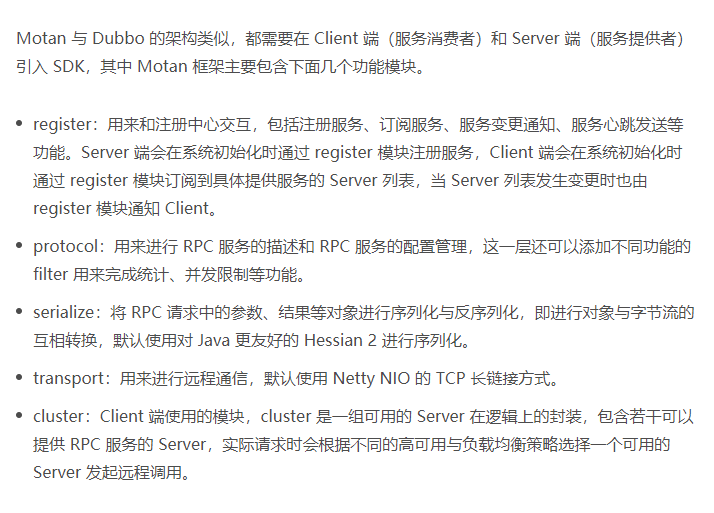 Motan 与 Dubbo 的架构类似，都需要在 Client 端（服务消费者）和 Server 端（服务提供者）
引入 SDK，其中 Motan 框架主要包含下面几个功能模块。
register：用来和注册中心交互，包括注册服务、订阅服务、服务变更通知、服务心跳发送等
功能。Server 端会在系统初始化时通过 register 模块注册服务，Client 端会在系统初始化时
通过 register 模块订阅到具体提供服务的 Server 列表，当 Server 列表发生变更时也由
register 模块通知 Client。
protocol：用来进行 RPC 服务的描述和 RPC 服务的配置管理，这一层还可以添加不同功能的
filter 用来完成统计、并发限制等功能。
serialize：将 RPC 请求中的参数、结果等对象进行序列化与反序列化，即进行对象与字节流的
互相转换，默认使用对 Java 更友好的 Hessian 2 进行序列化。
transport：用来进行远程通信，默认使用 Netty NIO 的 TCP 长链接方式。
cluster：Client 端使用的模块，cluster 是一组可用的 Server 在逻辑上的封装，包含若干可以
提供 RPC 服务的 Server，实际请求时会根据不同的高可用与负载均衡策略选择一个可用的
Server 发起远程调用。